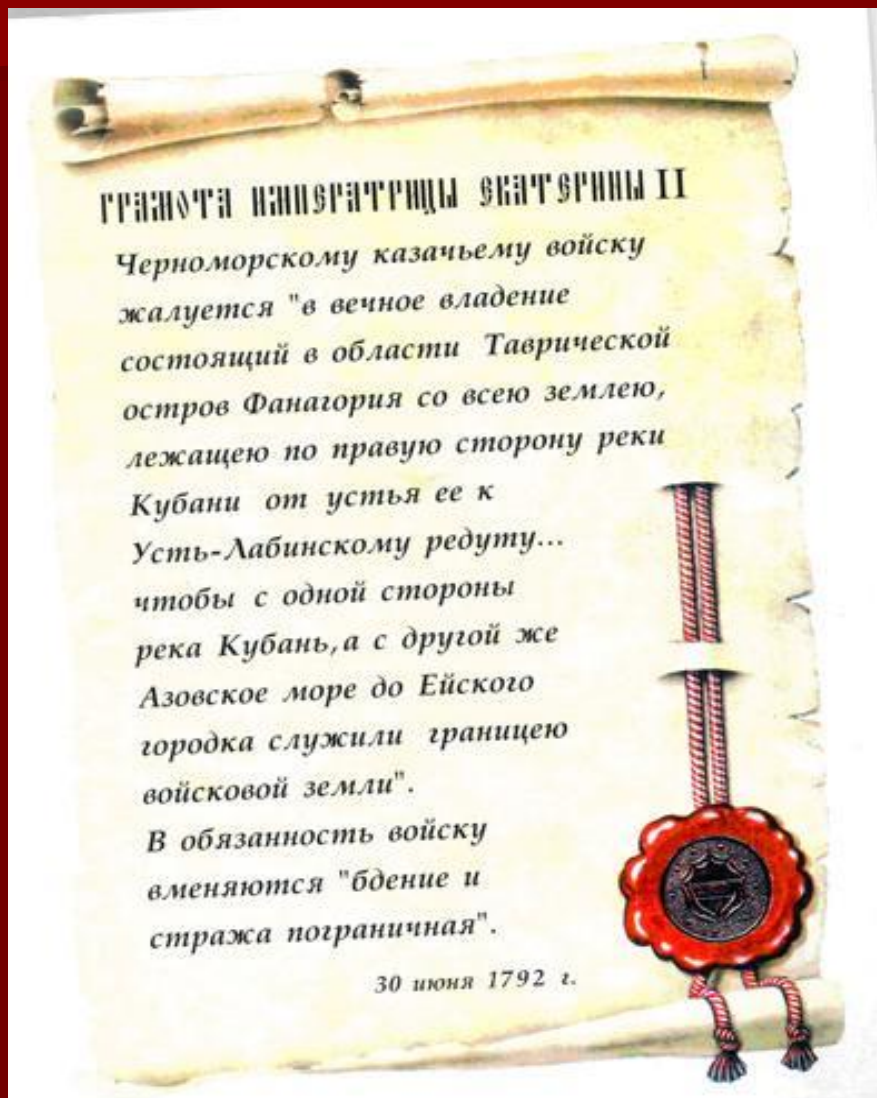 ГРАМОТА ИМПЕРАТРИЦЫ ЕКАТЕРИНЫ II
Черноморскому казачьему войску
жалуется "в вечное владение
состоящий в области Таврической
остров Фанагория со всею землею,
лежащею по правую сторону реки
Кубани от устья ее к
Усть-Лабинскому редуту...
чтобы с одной стороны
река Кубань,а с другой же
Азовское море до Ейского
городка служили границею
войсковой земли".
В обязанность войску
вменяются "бдение и
стража пограничная".
30 июня 1792 г.